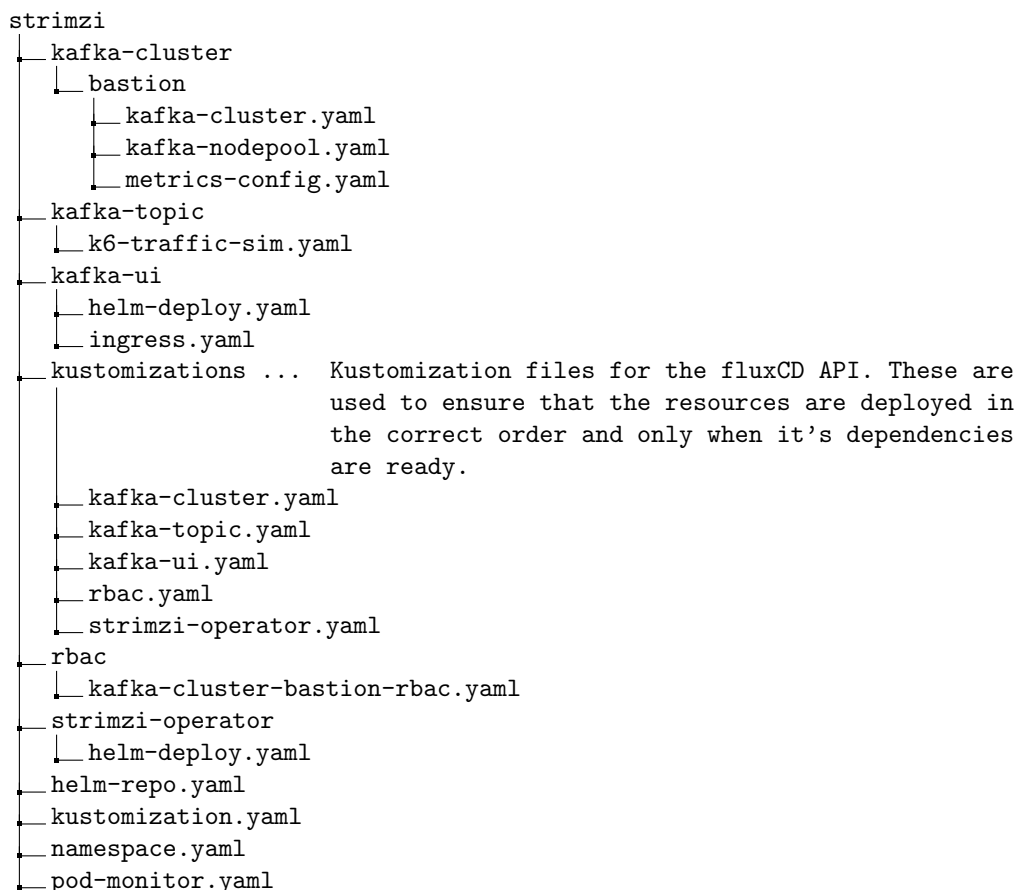 strimzi
kafka-cluster
bastion
kafka-cluster.yaml
kafka-nodepool.yaml
metrics-config.yaml
kafka-topic
k6-traffic-sim.yaml
kafka-ui
helm-deploy.yaml
ingress.yaml
kustomizations ... Kustomization files for the fluxCD API. These are
used to ensure that the resources are deployed in
the correct order and only when it's dependencies
are ready.
kafka-cluster.yaml
kafka-topic.yaml
kafka-ui.yaml
rbac.yaml
strimzi-operator.yaml
rbac
kafka-cluster-bastion-rbac.yaml
strimzi-operator
helm-deploy.yaml
helm-repo.yaml
kustomization.yaml
namespace.yaml
pod-monitor.yaml